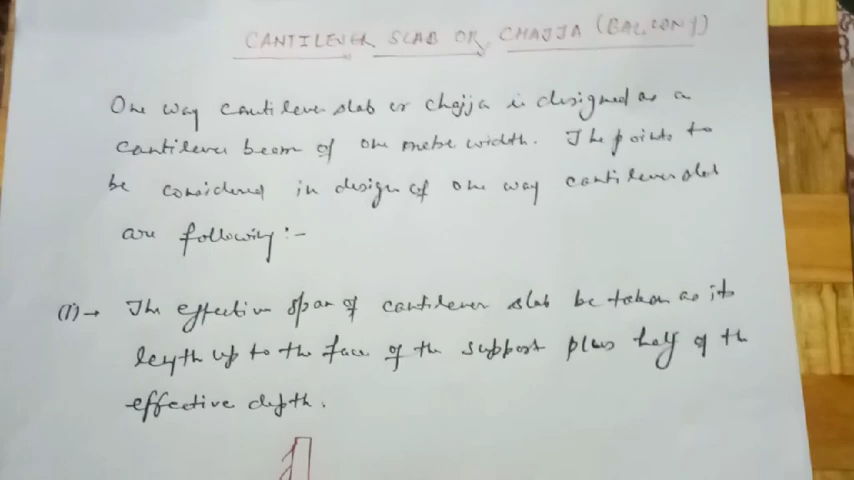 CANTILEVER SLAB OR CHAJJA (BALCONY)
One way cantilever slab or chajja is designed as a
cantilever beam of one metre width. The points to
be considered in design of one way cantilever slab
are following :-
(1)→ The effective span of cantilever slab be taken as its
length up to the face of the support plus half of the
effective depth.